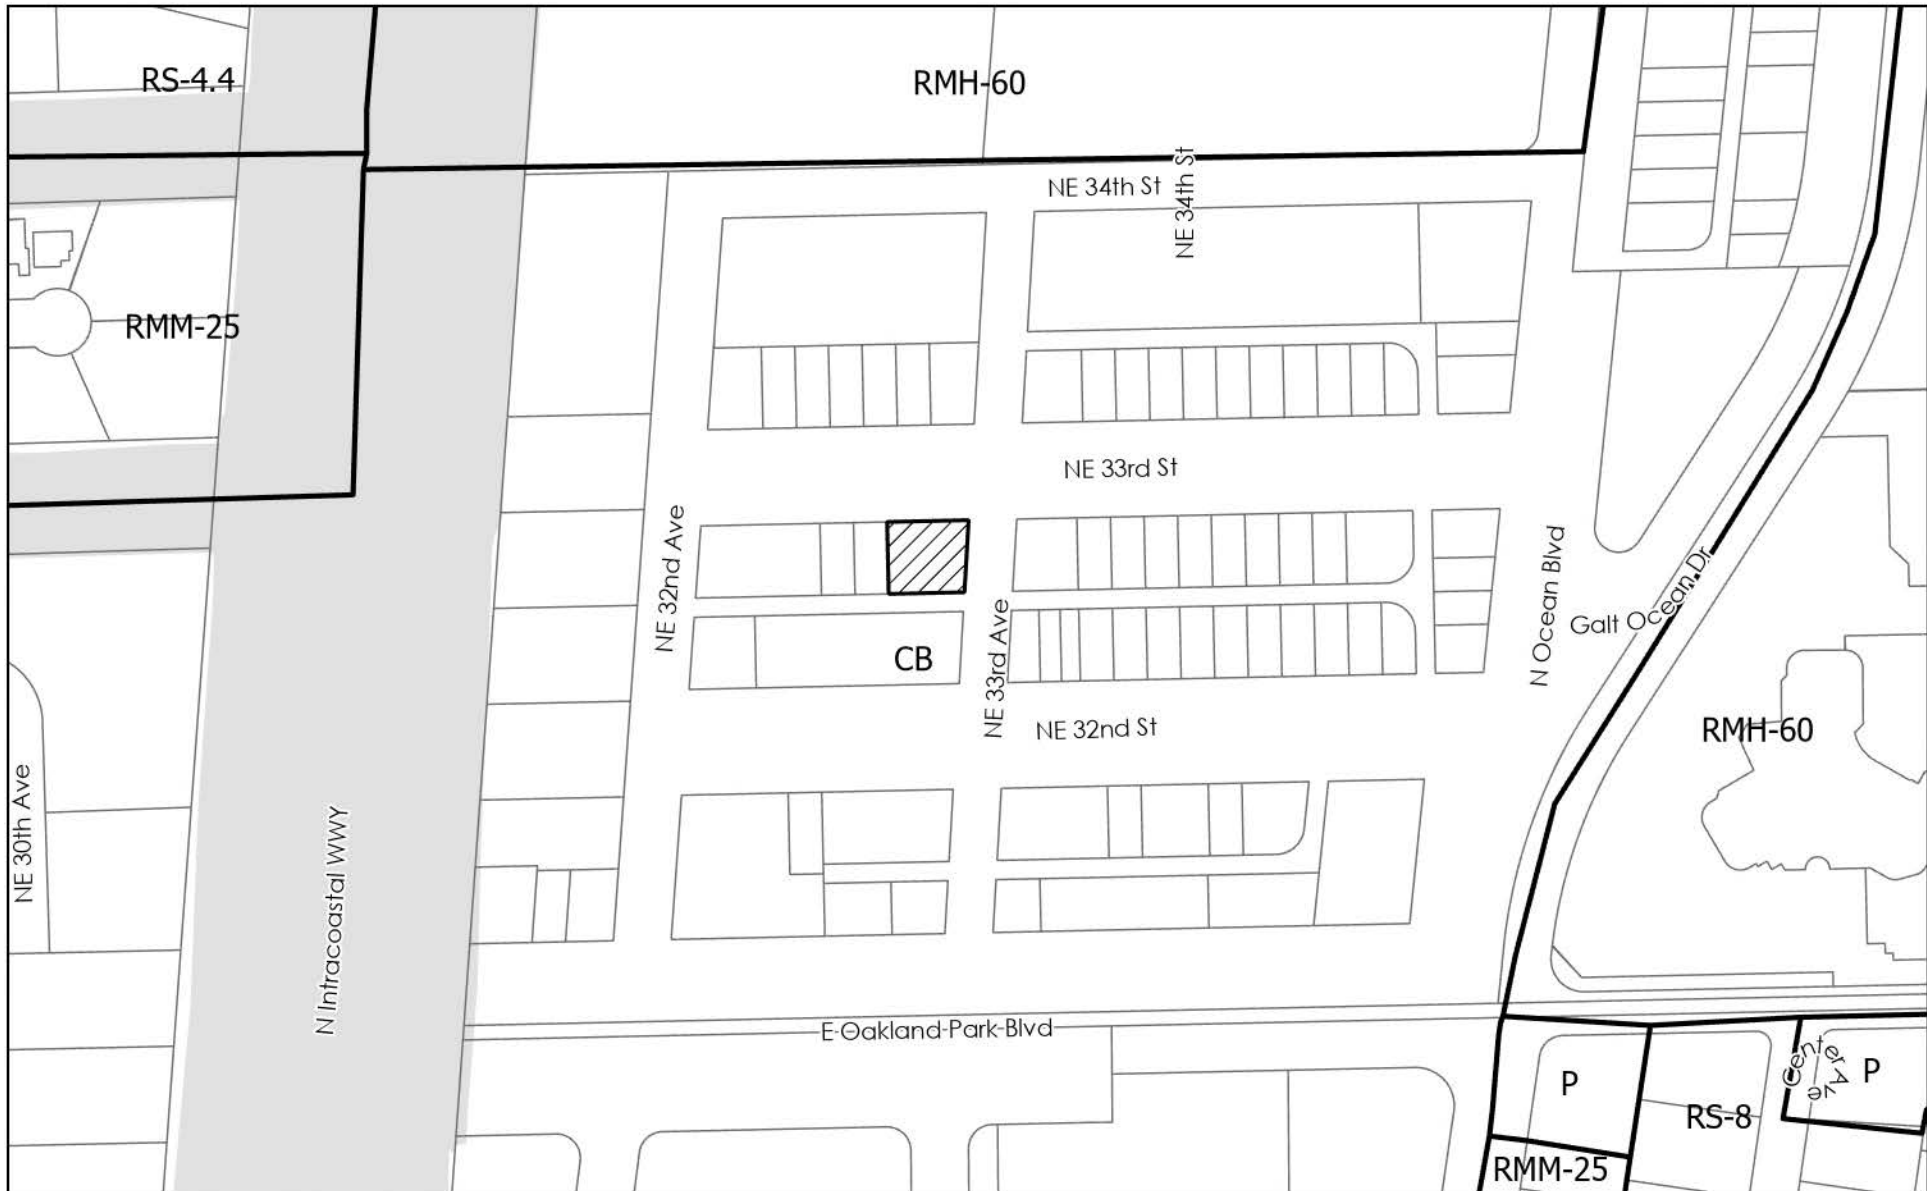 RS-4.4
RMH-60
NE 34th St
NE 34th St
RMM-25
NE 33rd St
NE 32nd Ave
N Ocean Blvd
Galt Ocean Dr
NE 33rd Ave
CB
NE 32nd St
RMH-60
NE 30th Ave
N Intracoastal WWY
E Oakland Park Blvd
P
Center Ave
P
RS-8
RMM-25